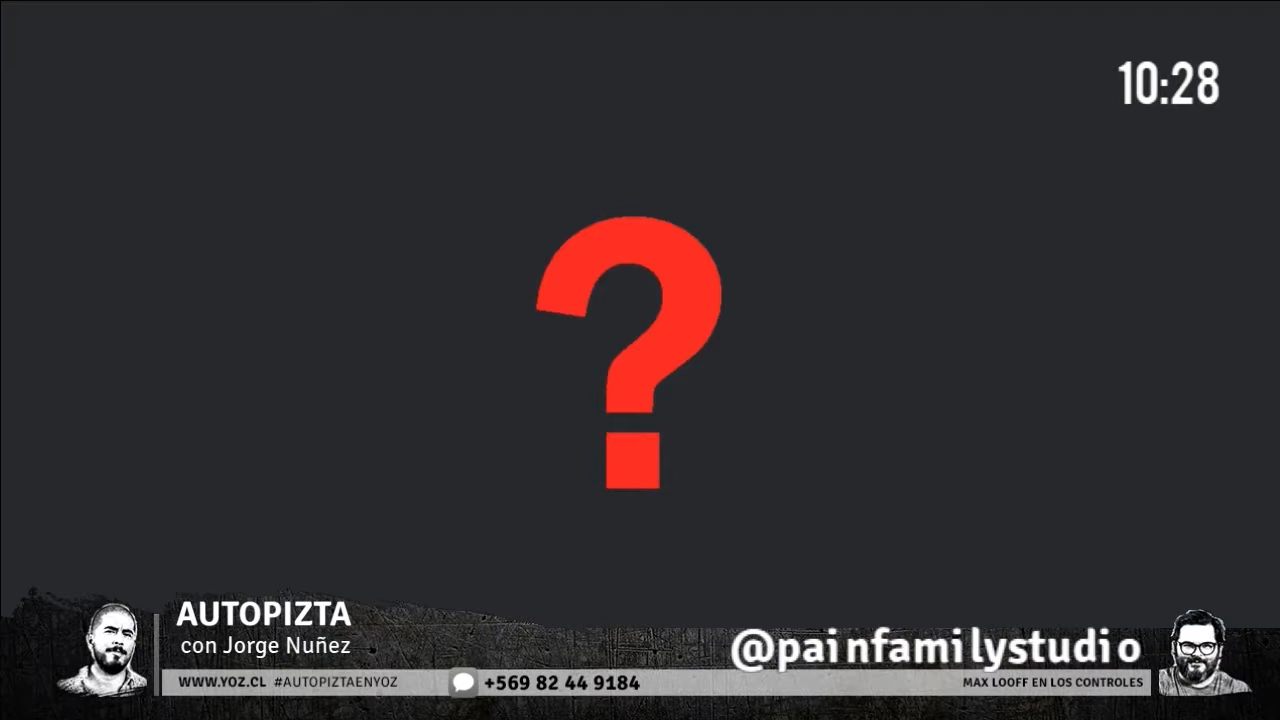 10:28
?
AUTOPIZTA
con Jorge Nuñez
@painfamilystudio
WWW.YOZ.CL #AUTOPIZTAENYOZ
+569 82 44 9184
MAX LOOFF EN LOS CONTROLES